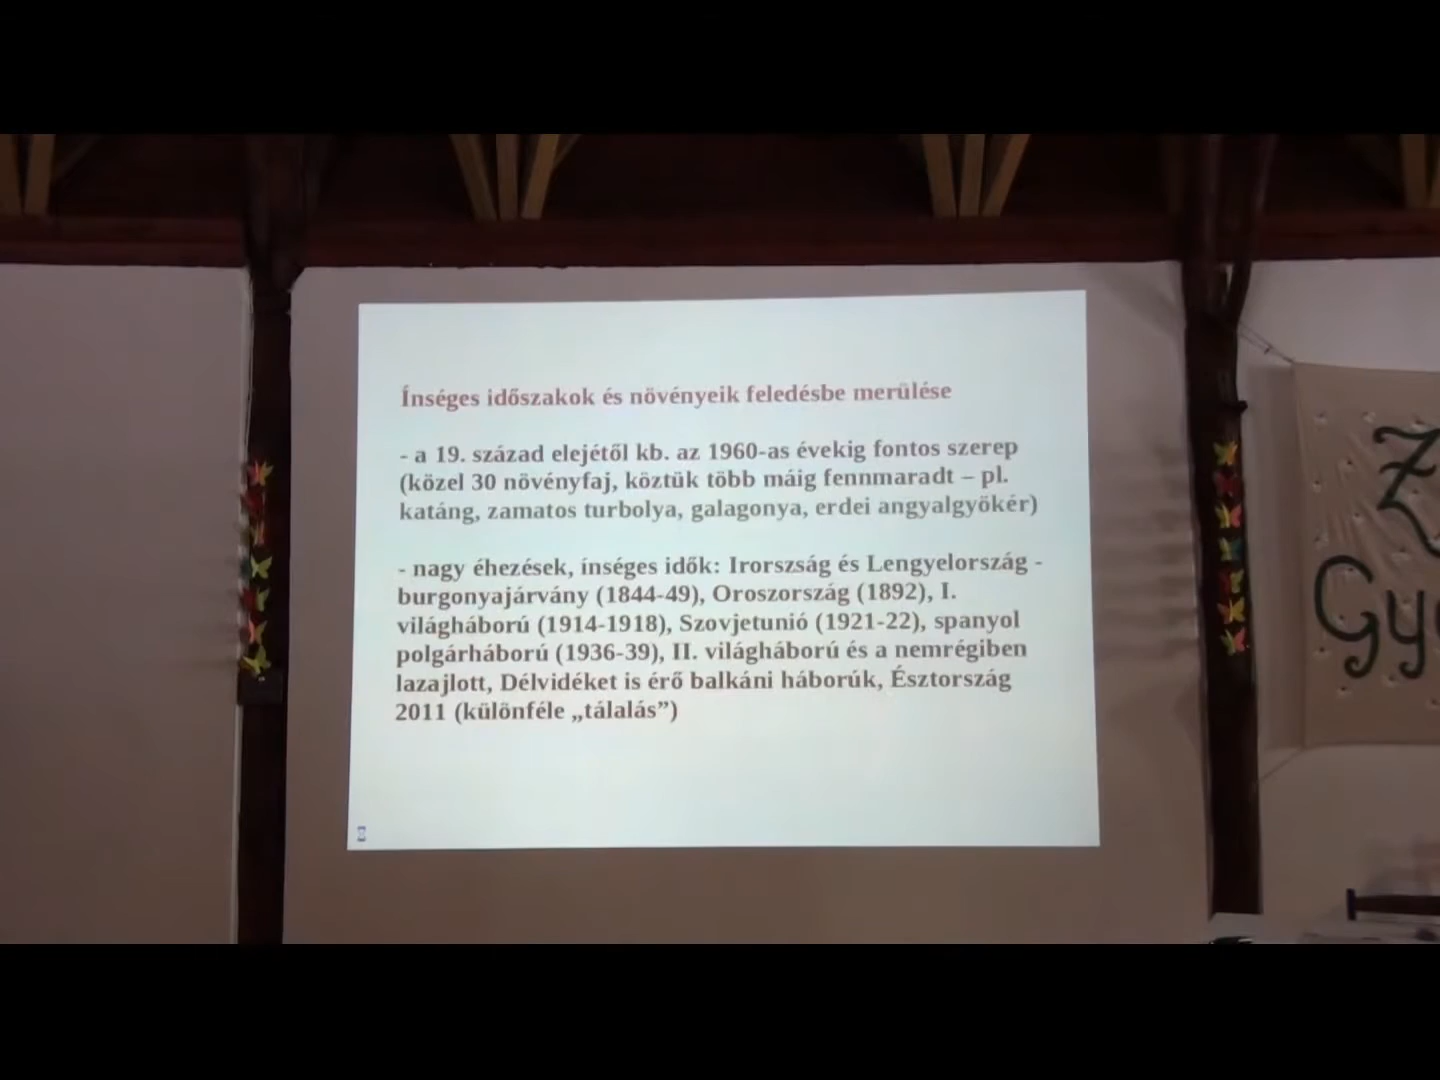 Ínséges időszakok és növényeik feledésbe merülése
- a 19. század elejétől kb. az 1960-as évekig fontos szerep
(közel 30 növényfaj, köztük több máig fennmaradt – pl.
katáng, zamatos turbolya, galagonya, erdei angyalgyökér)
- nagy éhezések, ínséges idők: Irorszság és Lengyelország -
burgonyajárvány (1844-49), Oroszország (1892), I.
világháború (1914-1918), Szovjetunió (1921-22), spanyol
polgárháború (1936-39), II. világháború és a nemrégiben
lazajlott, Délvidéket is érő balkáni háborúk, Észtország
2011 (különféle „tálalás”)
Z
Gy